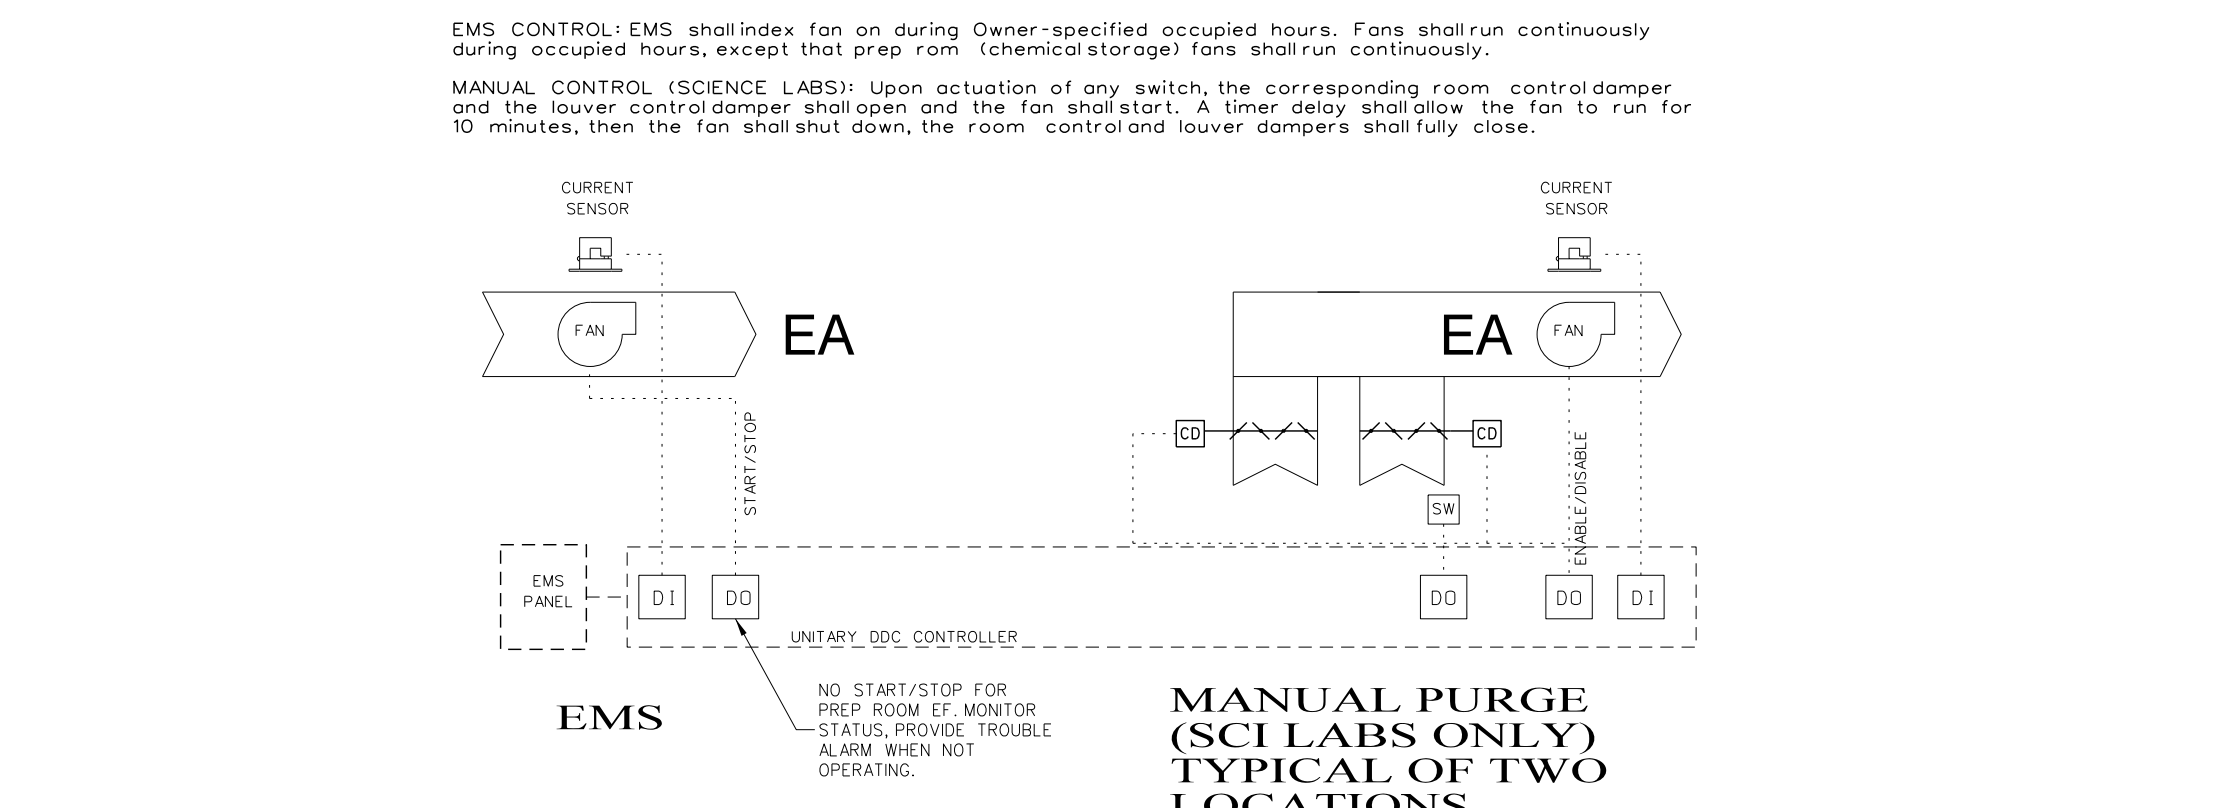 EMS CONTROL: EMS shall index fan on during Owner-specified occupied hours. Fans shall run continuously
during occupied hours, except that prep rom (chemical storage) fans shall run continuously.
MANUAL CONTROL (SCIENCE LABS): Upon actuation of any switch, the corresponding room control damper
and the louver control damper shall open and the fan shall start. A timer delay shall allow the fan to run for
10 minutes, then the fan shall shut down, the room control and louver dampers shall fully close.
CURRENT
SENSOR
CURRENT
SENSOR
FAN
EA
EA
FAN
START/STOP
CD
CD
SW
ENABLE/DISABLE
EMS
PANEL
DI
DO
DO
DO
DI
UNITARY DDC CONTROLLER
NO START/STOP FOR
PREP ROOM EF. MONITOR
STATUS, PROVIDE TROUBLE
ALARM WHEN NOT
OPERATING.
EMS
MANUAL PURGE
(SCI LABS ONLY)
TYPICAL OF TWO
LOCATIONS